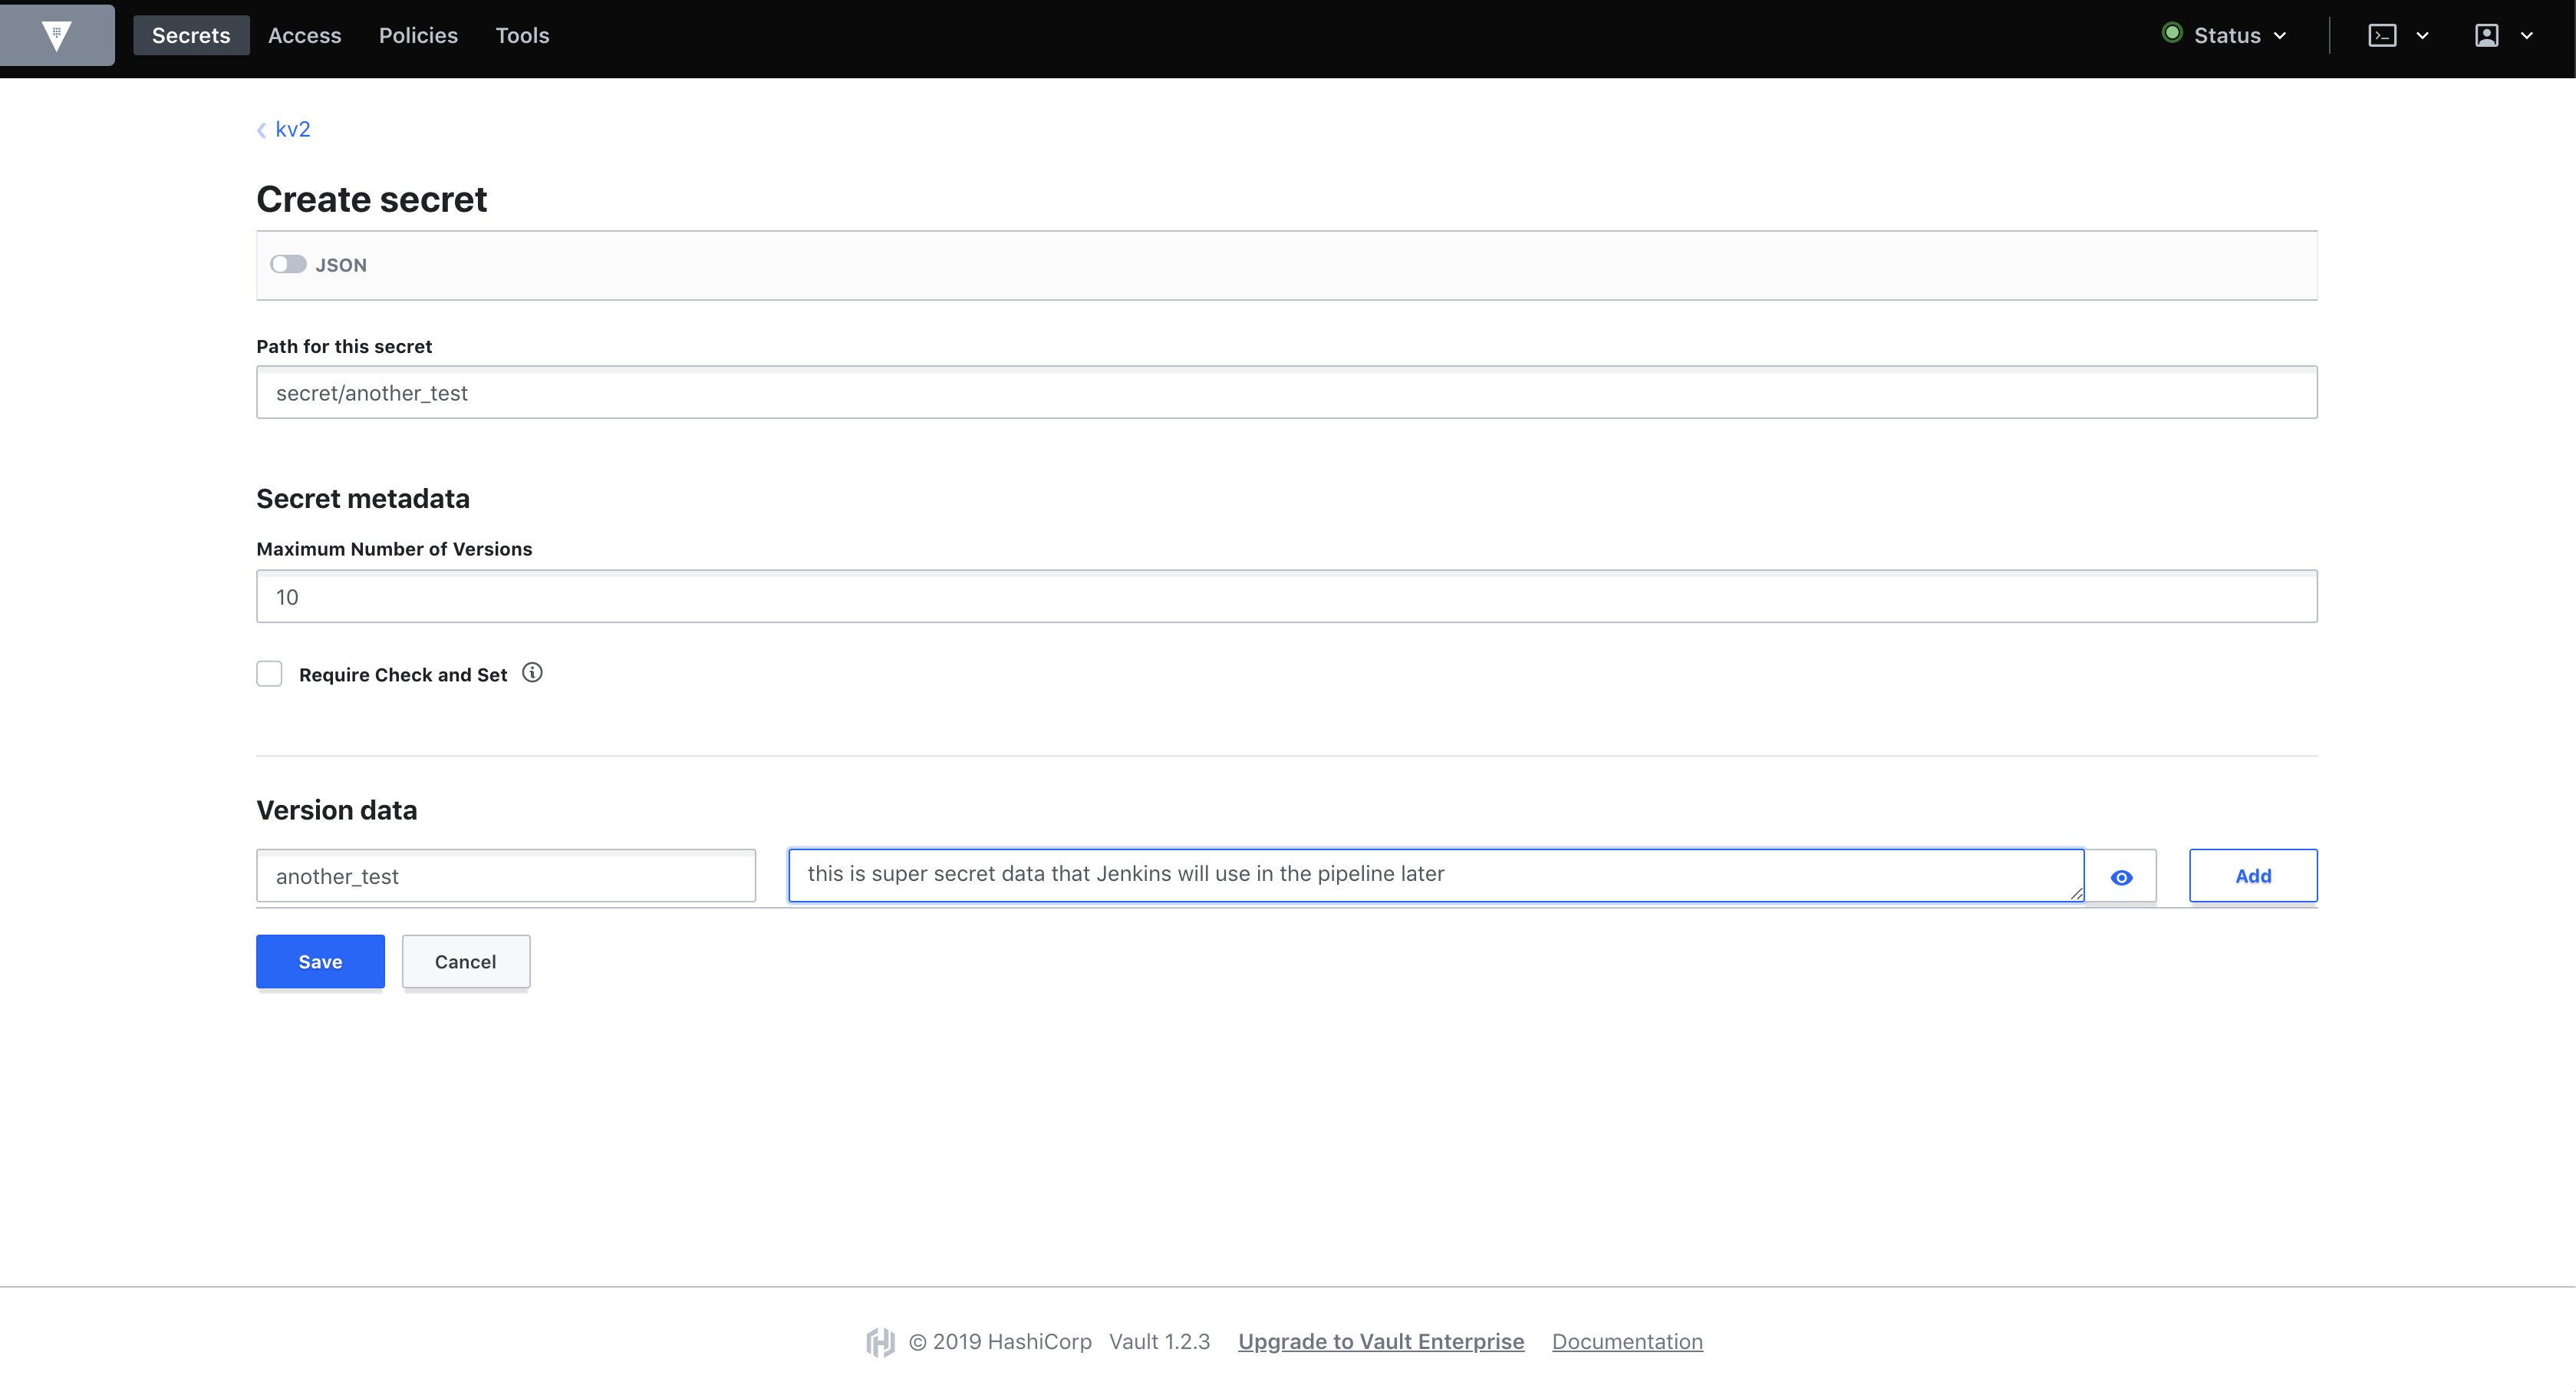 Secrets Access Policies Tools Status
kv2
Create secret
JSON
Path for this secret
secret/another_test
Secret metadata
Maximum Number of Versions
10
Require Check and Set
Version data
another_test this is super secret data that Jenkins will use in the pipeline later Add
Save Cancel
© 2019 HashiCorp Vault 1.2.3 Upgrade to Vault Enterprise Documentation